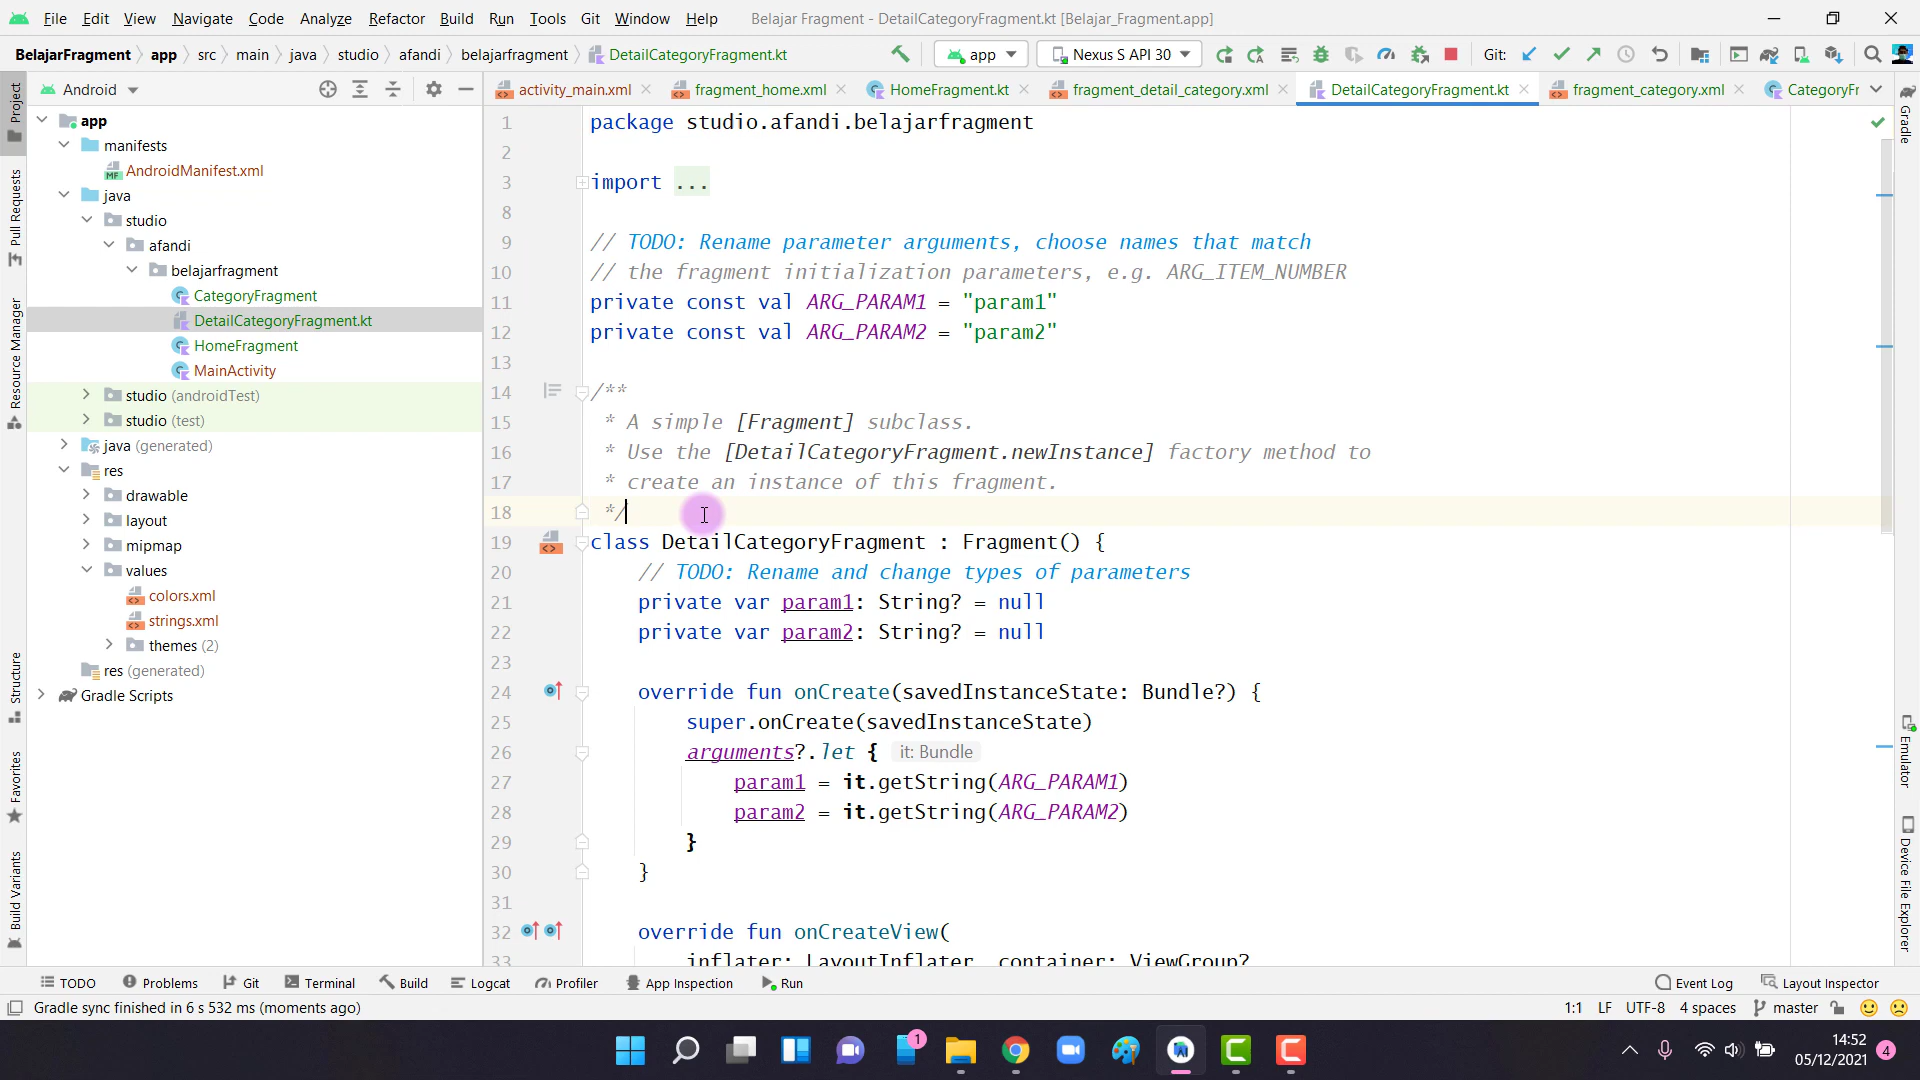 File Edit View Navigate Code Analyze Refactor Build Run Tools Git Window Help Belajar Fragment - DetailCategoryFragment.kt [Belajar_Fragment.app]
BelajarFragment app src main java studio afandi belajarfragment DetailCategoryFragment.kt app Nexus S API 30 Git:
Android activity_main.xml fragment_home.xml HomeFragment.kt fragment_detail_category.xml DetailCategoryFragment.kt fragment_category.xml CategoryFr
Project
Pull Requests
Resource Manager
Structure
Favorites
Build Variants
app
manifests
AndroidManifest.xml
java
studio
afandi
belajarfragment
CategoryFragment
DetailCategoryFragment.kt
HomeFragment
MainActivity
studio (androidTest)
studio (test)
java (generated)
res
drawable
layout
mipmap
values
colors.xml
strings.xml
themes (2)
res (generated)
Gradle Scripts
1 package studio.afandi.belajarfragment
2
3 import ...
8
9 // TODO: Rename parameter arguments, choose names that match
10 // the fragment initialization parameters, e.g. ARG_ITEM_NUMBER
11 private const val ARG_PARAM1 = "param1"
12 private const val ARG_PARAM2 = "param2"
13
14 /**
15 * A simple [Fragment] subclass.
16 * Use the [DetailCategoryFragment.newInstance] factory method to
17 * create an instance of this fragment.
18 */
19 class DetailCategoryFragment : Fragment() {
20 // TODO: Rename and change types of parameters
21 private var param1: String? = null
22 private var param2: String? = null
23
24 override fun onCreate(savedInstanceState: Bundle?) {
25 super.onCreate(savedInstanceState)
26 arguments?.let { it: Bundle
27 param1 = it.getString(ARG_PARAM1)
28 param2 = it.getString(ARG_PARAM2)
29 }
30 }
31
32 override fun onCreateView(
33 inflater: LayoutInflater, container: ViewGroup?
Gradle
Emulator
Device File Explorer
TODO Problems Git Terminal Build Logcat Profiler App Inspection Run Event Log Layout Inspector
Gradle sync finished in 6 s 532 ms (moments ago) 1:1 LF UTF-8 4 spaces master
1
14:52
05/12/2021 4